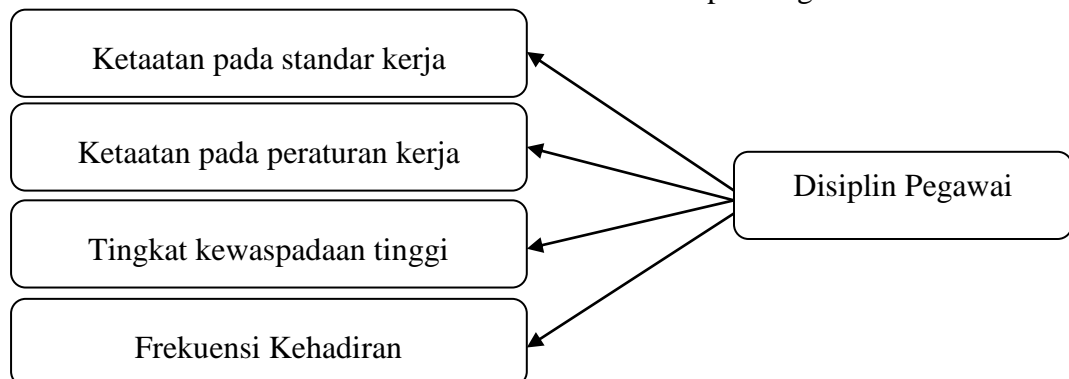 Ketaatan pada standar kerja
Ketaatan pada peraturan kerja
Disiplin Pegawai
Tingkat kewaspadaan tinggi
Frekuensi Kehadiran